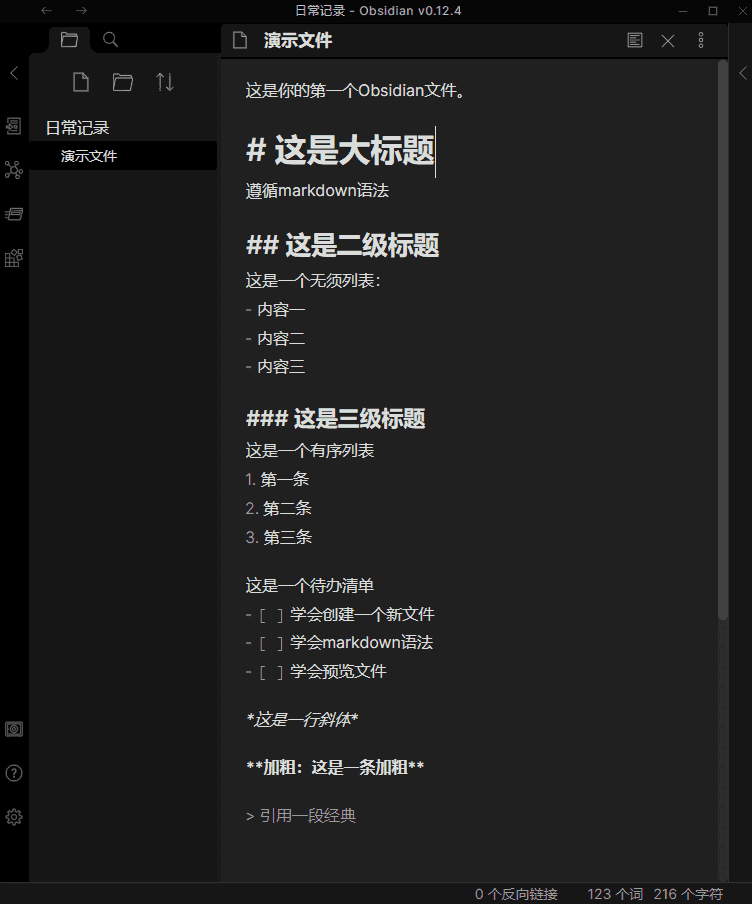 日常记录 - Obsidian v0.12.4
演示文件
日常记录
演示文件
这是你的第一个Obsidian文件。
# 这是大标题
遵循markdown语法
## 这是二级标题
这是一个无须列表：
- 内容一
- 内容二
- 内容三
### 这是三级标题
这是一个有序列表
1. 第一条
2. 第二条
3. 第三条
这是一个待办清单
- [ ] 学会创建一个新文件
- [ ] 学会markdown语法
- [ ] 学会预览文件
*这是一行斜体*
**加粗：这是一条加粗**
> 引用一段经典
0 个反向链接 123 个词 216 个字符